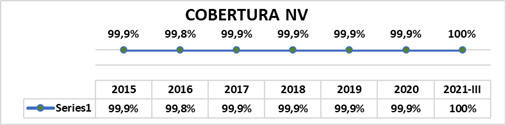 COBERTURA NV
99,9% 99,8% 99,9% 99,9% 99,9% 99,9% 100%
2015 2016 2017 2018 2019 2020 2021-III
Series1 99,9% 99,8% 99,9% 99,9% 99,9% 99,9% 100%